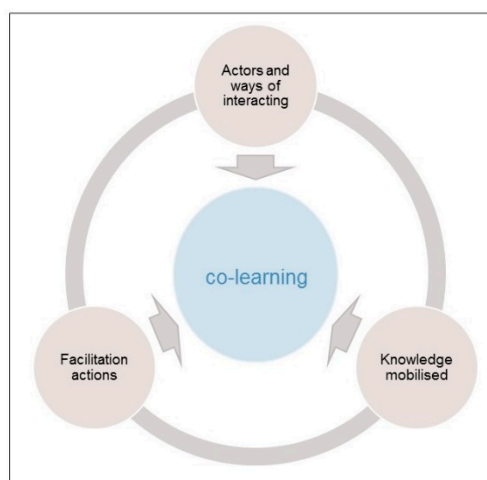 Actors and
ways of
interacting
co-learning
Facilitation
actions
Knowledge
mobilised